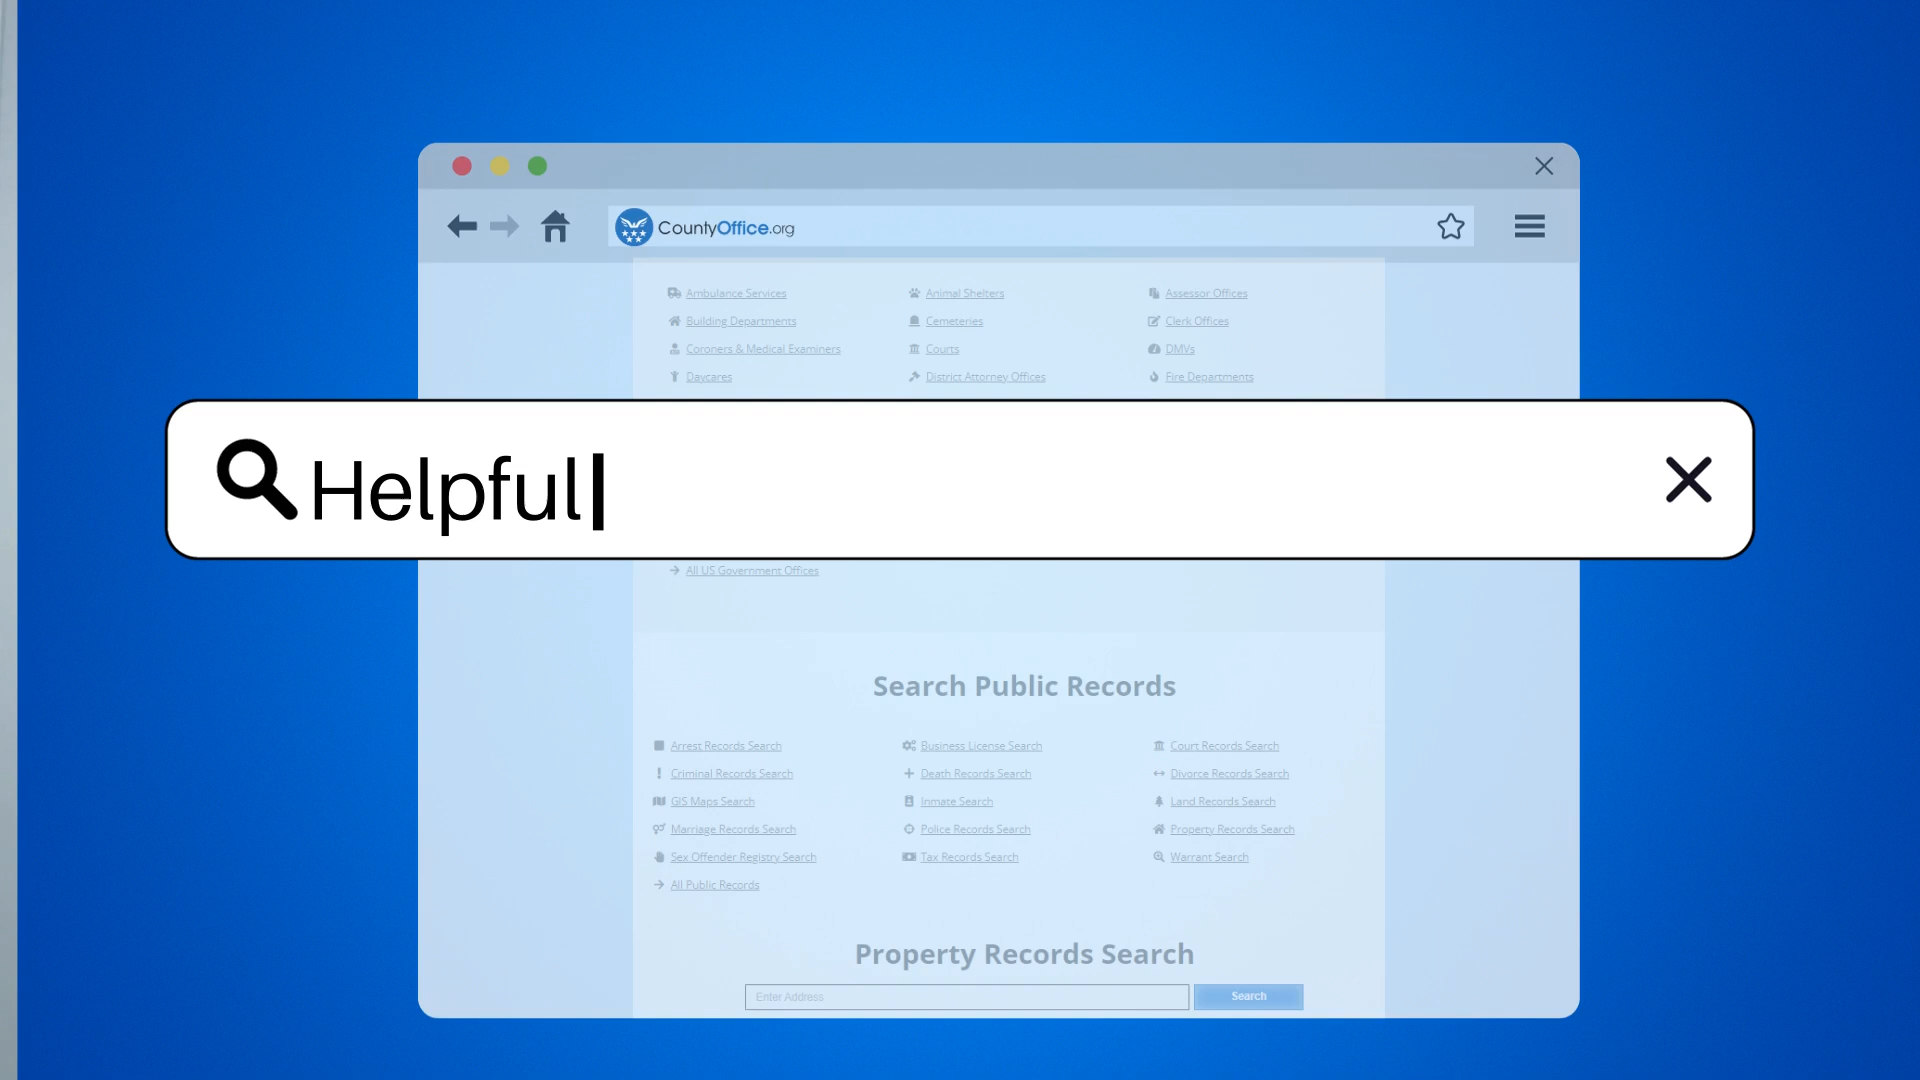 CountyOffice.org
Ambulance Services Animal Shelters Assessor Offices
Building Departments Cemeteries Clerk Offices
Coroners & Medical Examiners Courts DMVs
Daycares District Attorney Offices Fire Departments
Helpful
All US Government Offices
Search Public Records
Arrest Records Search Business License Search Court Records Search
Criminal Records Search Death Records Search Divorce Records Search
GIS Maps Search Inmate Search Land Records Search
Marriage Records Search Police Records Search Property Records Search
Sex Offender Registry Search Tax Records Search Warrant Search
All Public Records
Property Records Search
Enter Address Search